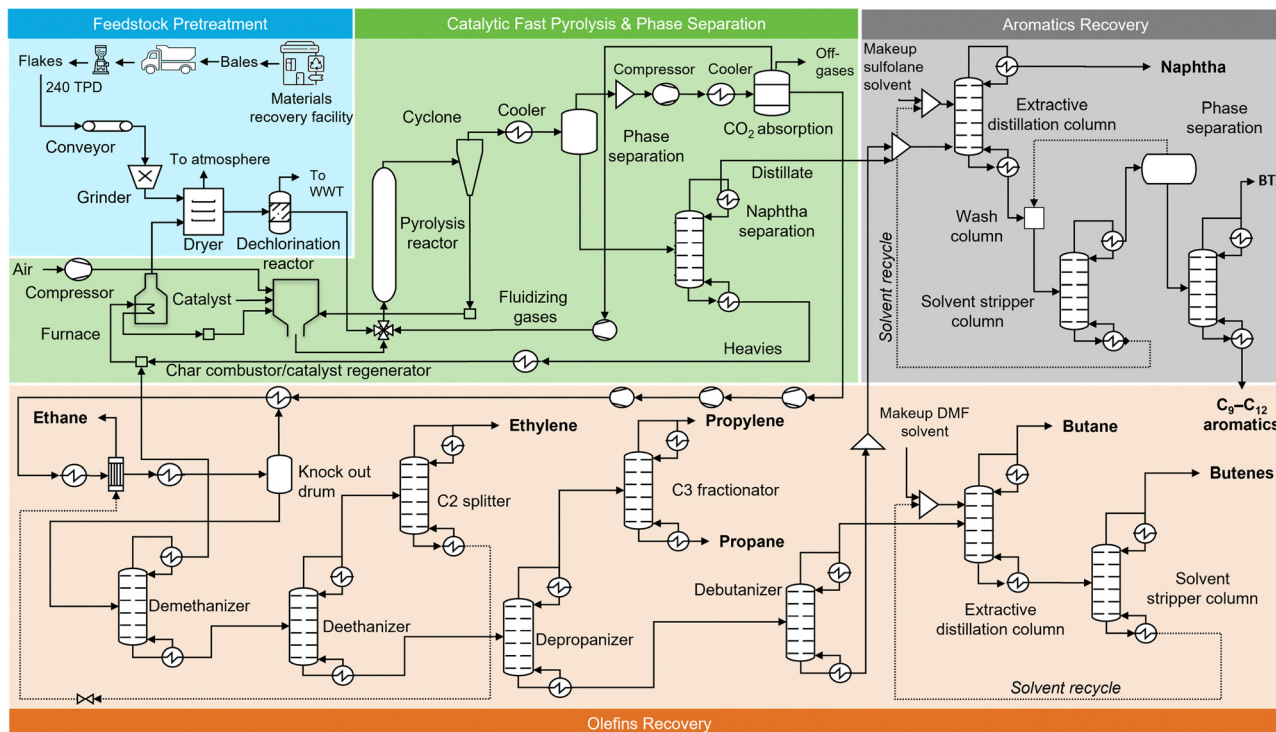 Feedstock Pretreatment
Flakes
240 TPD
Bales
Materials
recovery facility
Conveyor
To atmosphere
To
WWT
Grinder
Dryer
Dechlorination
reactor
Catalytic Fast Pyrolysis & Phase Separation
Cyclone
Cooler
Compressor
Cooler
Off-
gases
CO₂ absorption
Phase
separation
Distillate
Naphtha
separation
Pyrolysis
reactor
Air
Compressor
Catalyst
Furnace
Fluidizing
gases
Heavies
Char combustor/catalyst regenerator
Aromatics Recovery
Makeup
sulfolane
solvent
Naphtha
Extractive
distillation column
Phase
separation
BT
Wash
column
Solvent recycle
Solvent stripper
column
C₉–C₁₂
aromatics
Ethane
Knock out
drum
Ethylene
C2 splitter
Propylene
C3 fractionator
Propane
Makeup DMF
solvent
Butane
Butenes
Demethanizer
Deethanizer
Depropanizer
Debutanizer
Extractive
distillation column
Solvent
stripper column
Solvent recycle
Olefins Recovery